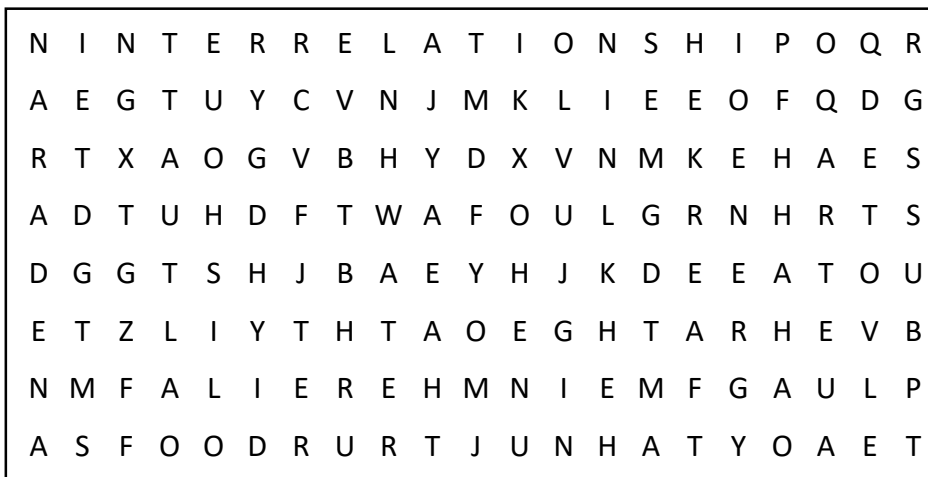 N I N T E R R E L A T I O N S H I P O Q R
A E G T U Y C V N J M K L I E E O F Q D G
R T X A O G V B H Y D X V N M K E H A E S
A D T U H D F T W A F O U L G R N H R T S
D G G T S H J B A E Y H J K D E E A T O U
E T Z L I Y T H T A O E G H T A R H E V B
N M F A L I E R E H M N I E M F G A U L P
A S F O O D R U R T J U N H A T Y O A E T